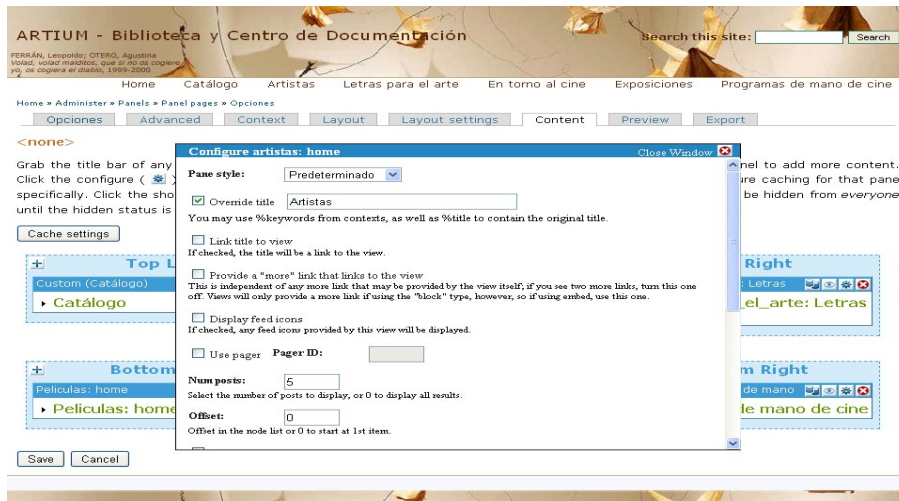 ARTIUM - Biblioteca y Centro de Documentación
Search this site:
Search
FERRÁN, Leopoldo; OTERO, Agustina
Volad, volad malditos, que si no os cogiere
yo, os cogiera el diablo, 1999-2000
Home Catálogo Artistas Letras para el arte En torno al cine Exposiciones Programas de mano de cine
Home » Administer » Panels » Panel pages » Opciones
Opciones Advanced Context Layout Layout settings Content Preview Export
<none>
Grab the title bar of any
nel to add more content.
Click the configure (
)
ure caching for that pane
specifically. Click the sho
be hidden from everyone
until the hidden status is
Cache settings
Configure artistas: home
Close Window
Pane style: Predeterminado
Override title Artistas
You may use %keywords from contexts, as well as %title to contain the original title.
Link title to view
If checked, the title will be a link to the view.
Provide a "more" link that links to the view
This is independent of any more link that may be provided by the view itself; if you see two more links, turn this one
off. Views will only provide a more link if using the "block" type, however, so if using embed, use this one.
Display feed icons
If checked, any feed icons provided by this view will be displayed.
Use pager Pager ID:
Num posts: 5
Select the number of posts to display, or 0 to display all results.
Offset: 0
Offset in the node list or 0 to start at 1st item.
Top L
Custom (Catálogo)
Catálogo
Right
: Letras
_el_arte: Letras
Bottom
Peliculas: home
Peliculas: home
m Right
de mano
de mano de cine
Save Cancel